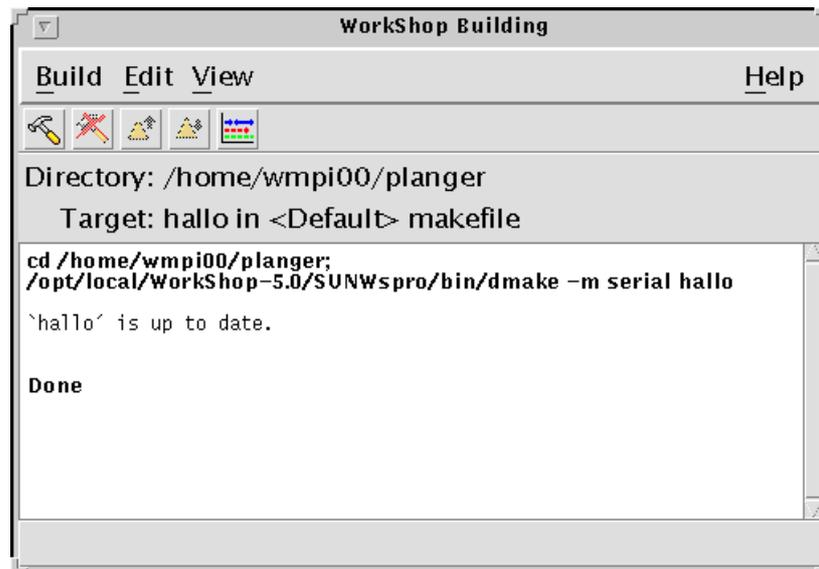 WorkShop Building
Build Edit View Help
Directory: /home/wmpi00/planger
Target: hallo in <Default> makefile
cd /home/wmpi00/planger;
/opt/local/WorkShop-5.0/SUNWspro/bin/dmake -m serial hallo
`hallo´ is up to date.
Done